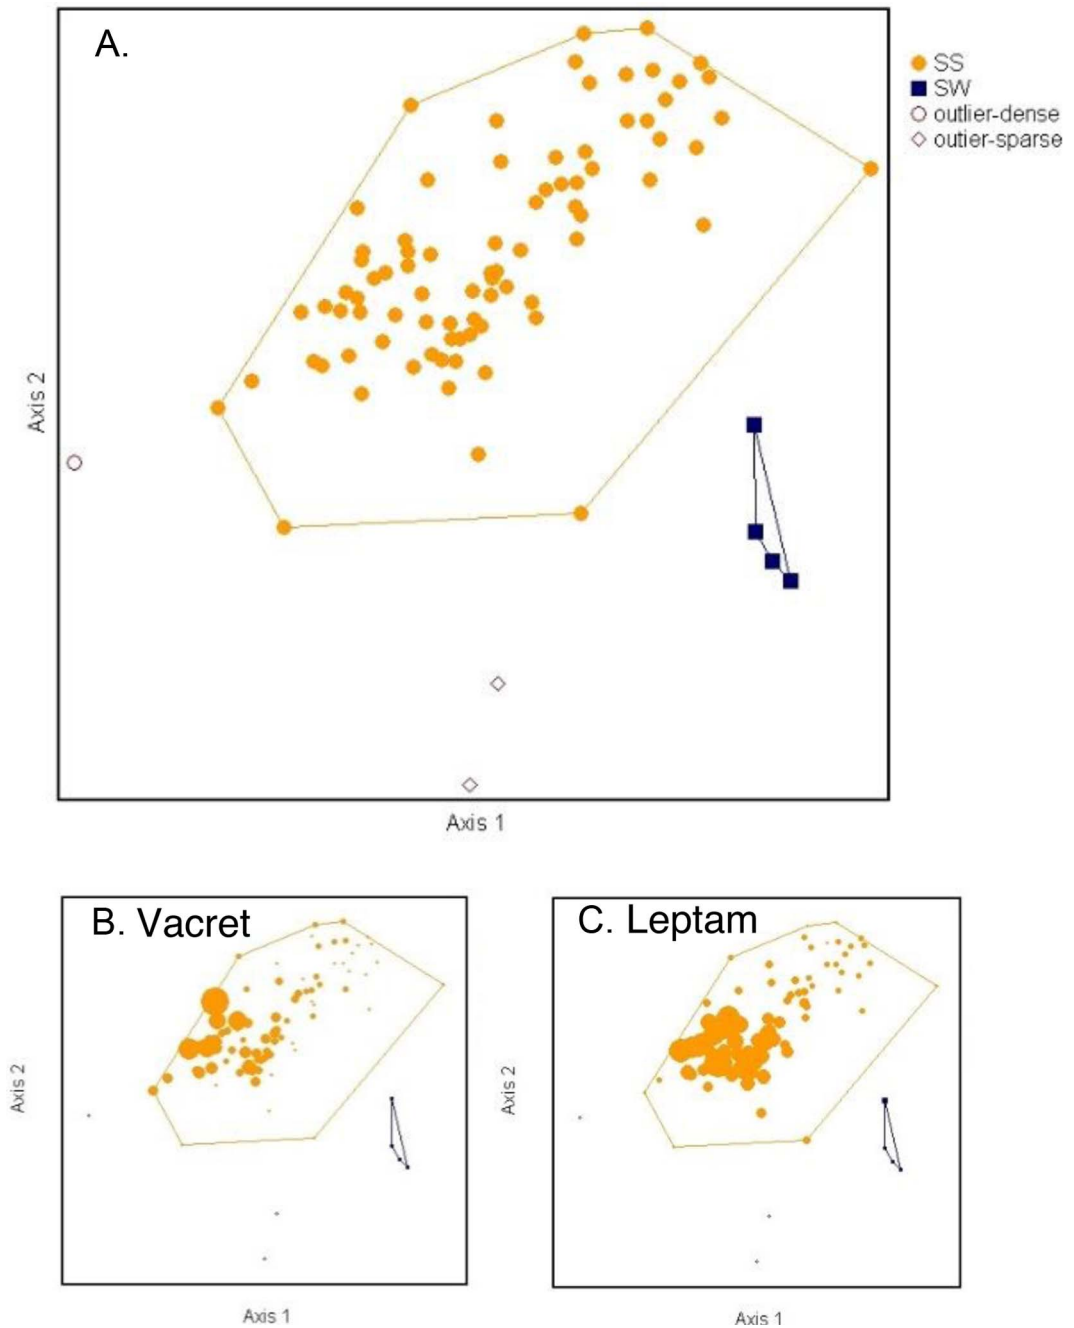 A.
SS
SW
outlier-dense
outier-sparse
Axis 2
Axis 1
B. Vacret
C. Leptam
Axis 2
Axis 2
Axis 1
Axis 1